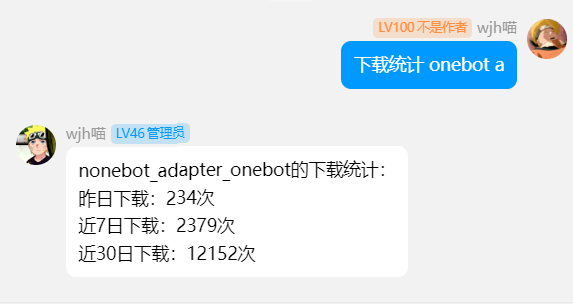 LV100 不是作者 wjh喵
下载统计 onebot a
wjh喵 LV46 管理员
nonebot_adapter_onebot的下载统计：
昨日下载：234次
近7日下载：2379次
近30日下载：12152次